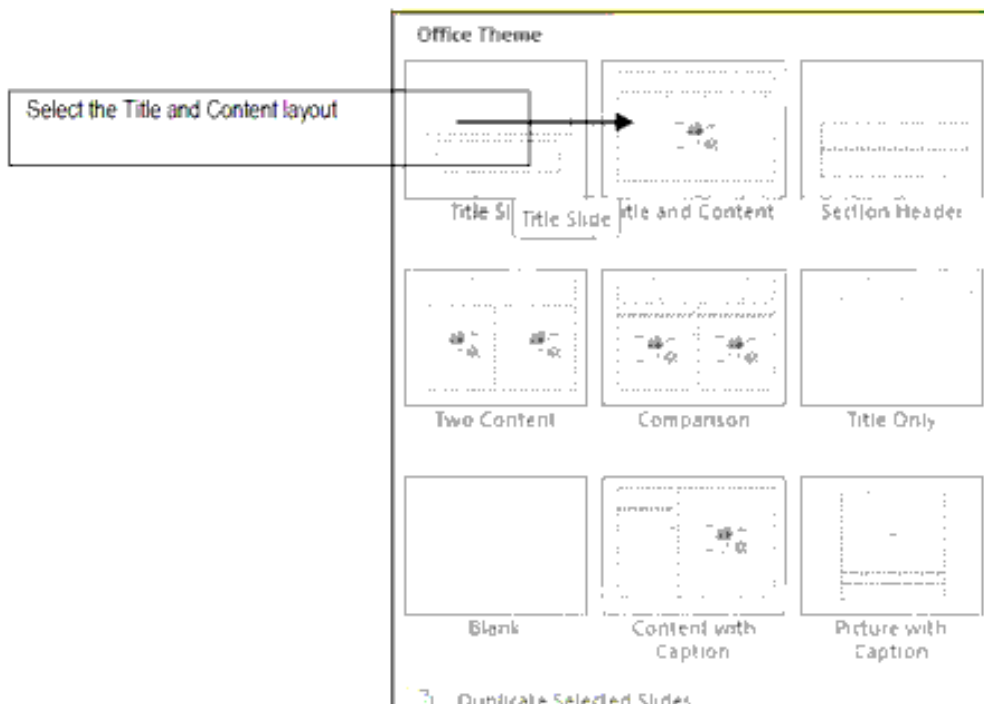 Office Theme
Select the Title and Content layout
Title Sl
Title Slide
itle and Content
Section Header
Two Content
Comparison
Title Only
Blank
Content with
Caption
Picture with
Caption
Duplicate Selected Slides